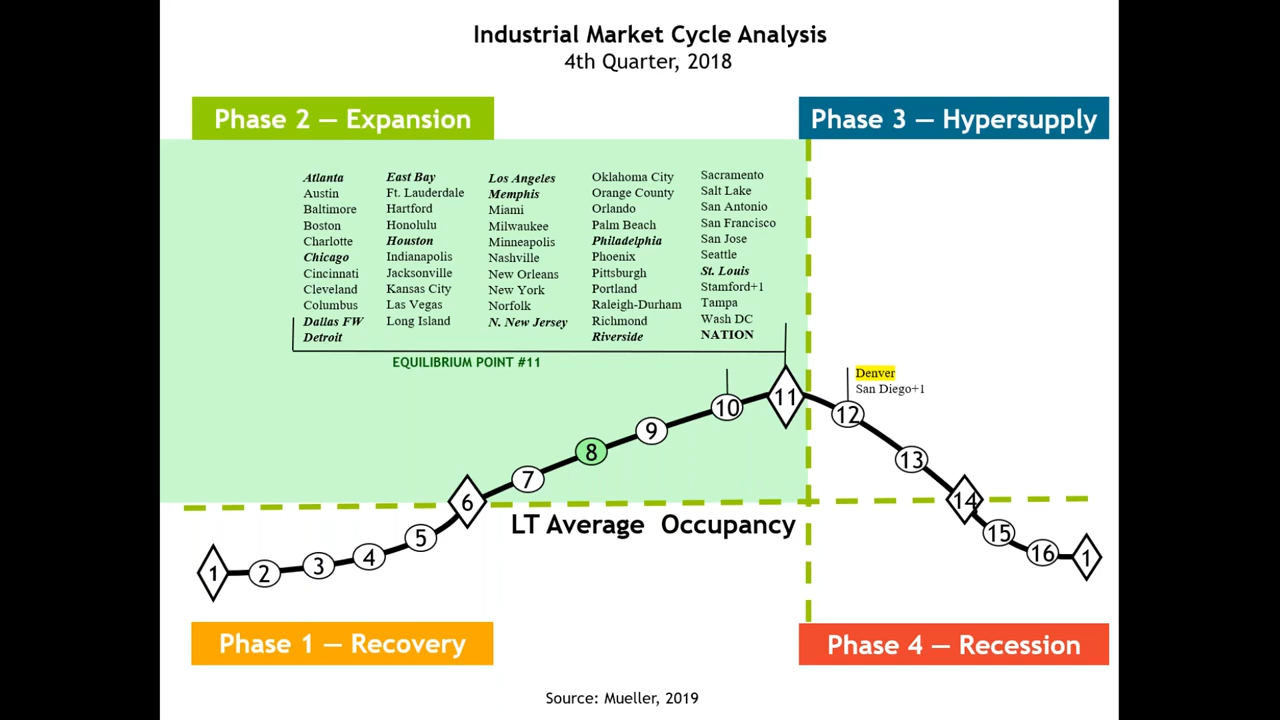 Industrial Market Cycle Analysis
4th Quarter, 2018
Phase 2 — Expansion
Phase 3 — Hypersupply
Atlanta
Austin
Baltimore
Boston
Charlotte
Chicago
Cincinnati
Cleveland
Columbus
Dallas FW
Detroit
East Bay
Ft. Lauderdale
Hartford
Honolulu
Houston
Indianapolis
Jacksonville
Kansas City
Las Vegas
Long Island
Los Angeles
Memphis
Miami
Milwaukee
Minneapolis
Nashville
New Orleans
New York
Norfolk
N. New Jersey
Oklahoma City
Orange County
Orlando
Palm Beach
Philadelphia
Phoenix
Pittsburgh
Portland
Raleigh-Durham
Richmond
Riverside
Sacramento
Salt Lake
San Antonio
San Francisco
San Jose
Seattle
St. Louis
Stamford+1
Tampa
Wash DC
NATION
EQUILIBRIUM POINT #11
Denver
San Diego+1
1
2
3
4
5
6
7
8
9
10
11
12
13
14
15
16
1
LT Average Occupancy
Phase 1 — Recovery
Phase 4 — Recession
Source: Mueller, 2019